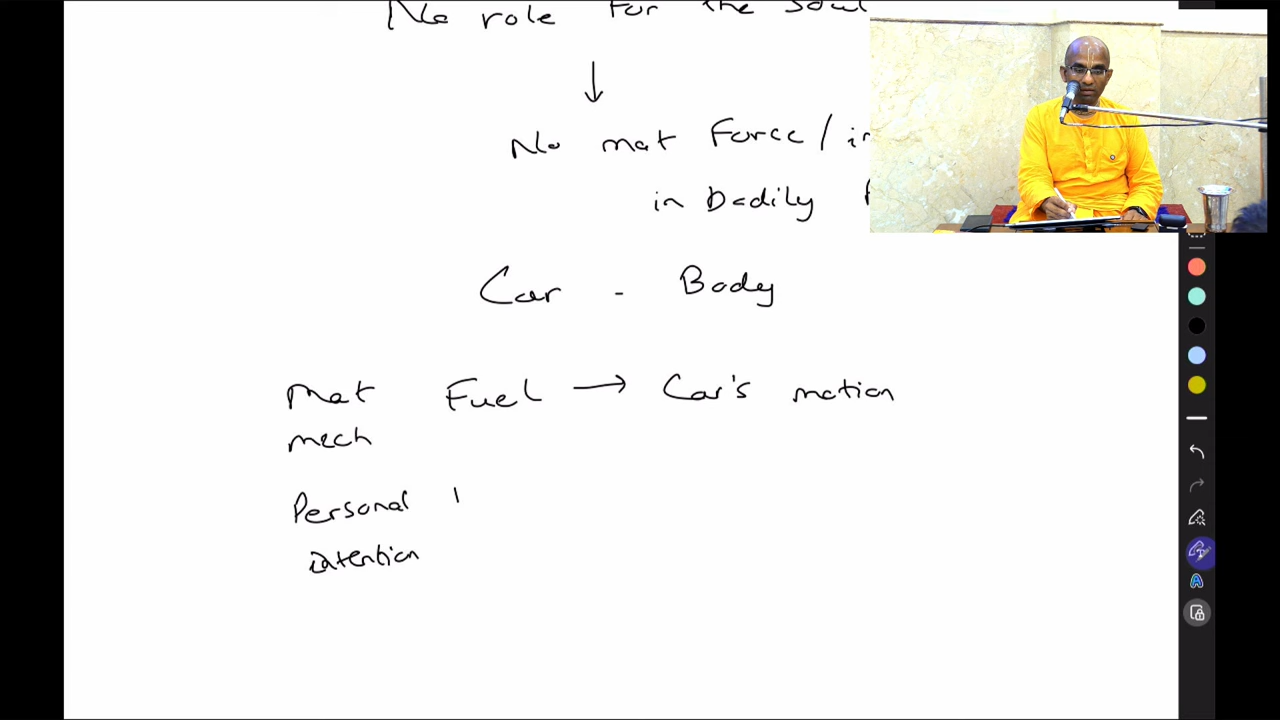 No role for the soul
↓
No mat force/
in bodily
Car - Body
Mat Fuel → Car's motion
mech
Personal
intention